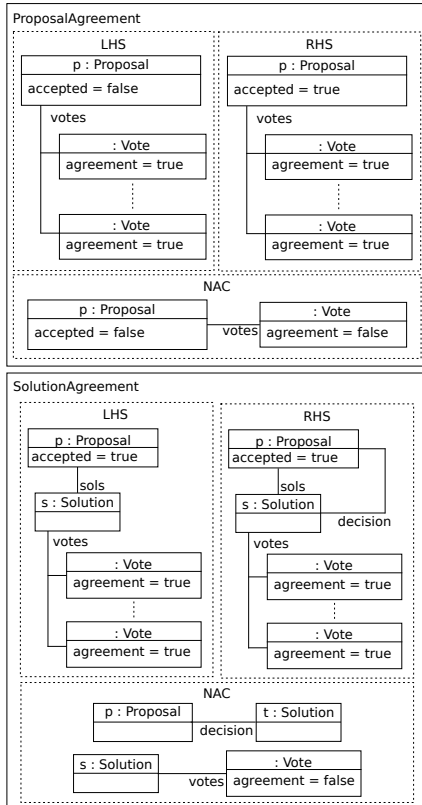 ProposalAgreement
LHS
p : Proposal
accepted = false
votes
: Vote
agreement = true
: Vote
agreement = true
RHS
p : Proposal
accepted = true
votes
: Vote
agreement = true
: Vote
agreement = true
NAC
p : Proposal
accepted = false
votes
: Vote
agreement = false
SolutionAgreement
LHS
p : Proposal
accepted = true
sols
s : Solution
votes
: Vote
agreement = true
: Vote
agreement = true
RHS
p : Proposal
accepted = true
sols
s : Solution
decision
votes
: Vote
agreement = true
: Vote
agreement = true
NAC
p : Proposal
decision
t : Solution
s : Solution
votes
: Vote
agreement = false